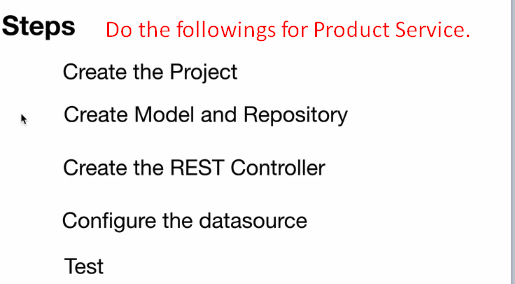 Steps Do the followings for Product Service.
Create the Project
Create Model and Repository
Create the REST Controller
Configure the datasource
Test